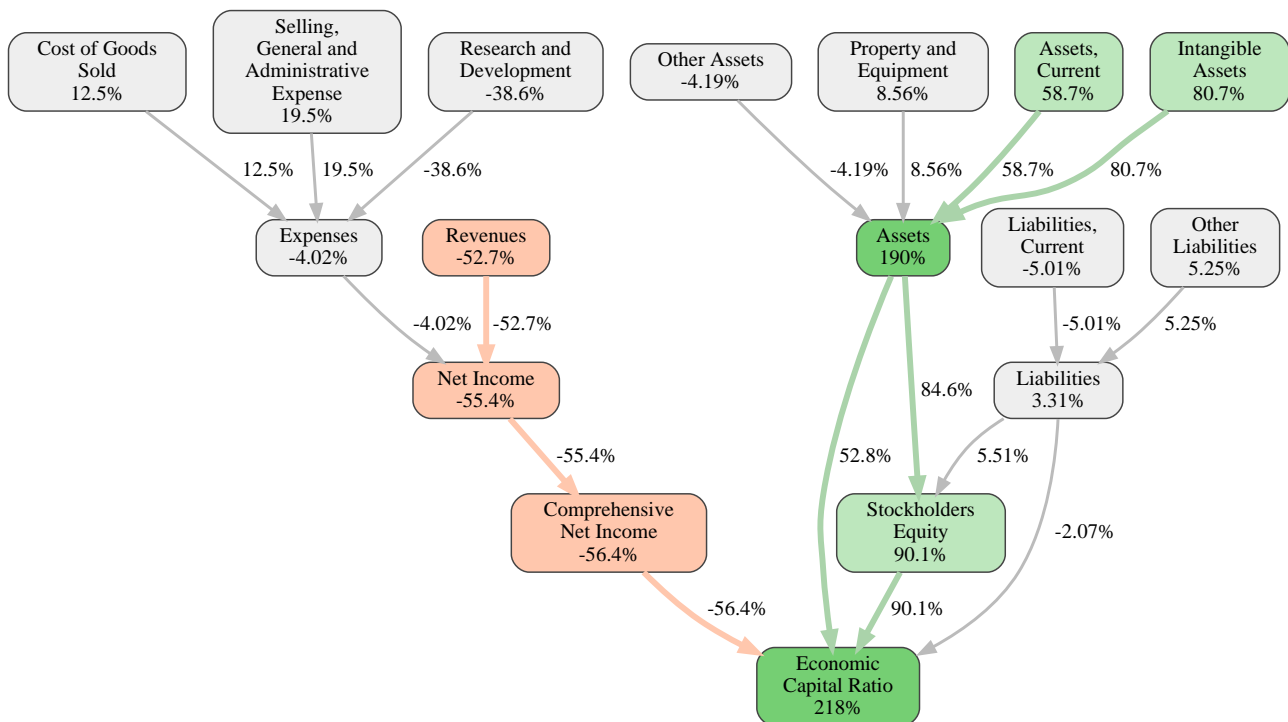 Cost of Goods
Sold
12.5%
Selling,
General and
Administrative
Expense
19.5%
Research and
Development
-38.6%
Other Assets
-4.19%
Property and
Equipment
8.56%
Assets,
Current
58.7%
Intangible
Assets
80.7%
12.5%
19.5%
-38.6%
-4.19%
8.56%
58.7%
80.7%
Expenses
-4.02%
Revenues
-52.7%
Assets
190%
Liabilities,
Current
-5.01%
Other
Liabilities
5.25%
-4.02%
-52.7%
-5.01%
5.25%
Net Income
-55.4%
84.6%
Liabilities
3.31%
-55.4%
52.8%
5.51%
Comprehensive
Net Income
-56.4%
Stockholders
Equity
90.1%
-2.07%
-56.4%
90.1%
Economic
Capital Ratio
218%